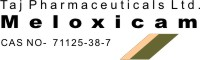 Taj Pharmaceuticals Ltd.
Meloxicam
CAS NO- 71125-38-7